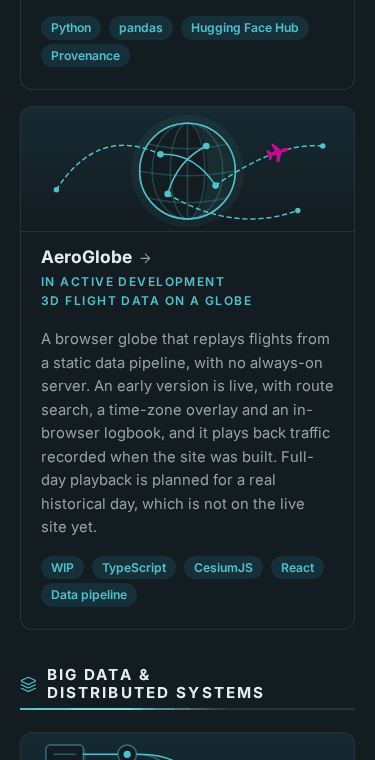 Python pandas Hugging Face Hub
Provenance
AeroGlobe →
IN ACTIVE DEVELOPMENT
3D FLIGHT DATA ON A GLOBE
A browser globe that replays flights from
a static data pipeline, with no always-on
server. An early version is live, with route
search, a time-zone overlay and an in-
browser logbook, and it plays back traffic
recorded when the site was built. Full-
day playback is planned for a real
historical day, which is not on the live
site yet.
WIP TypeScript CesiumJS React
Data pipeline
BIG DATA &
DISTRIBUTED SYSTEMS